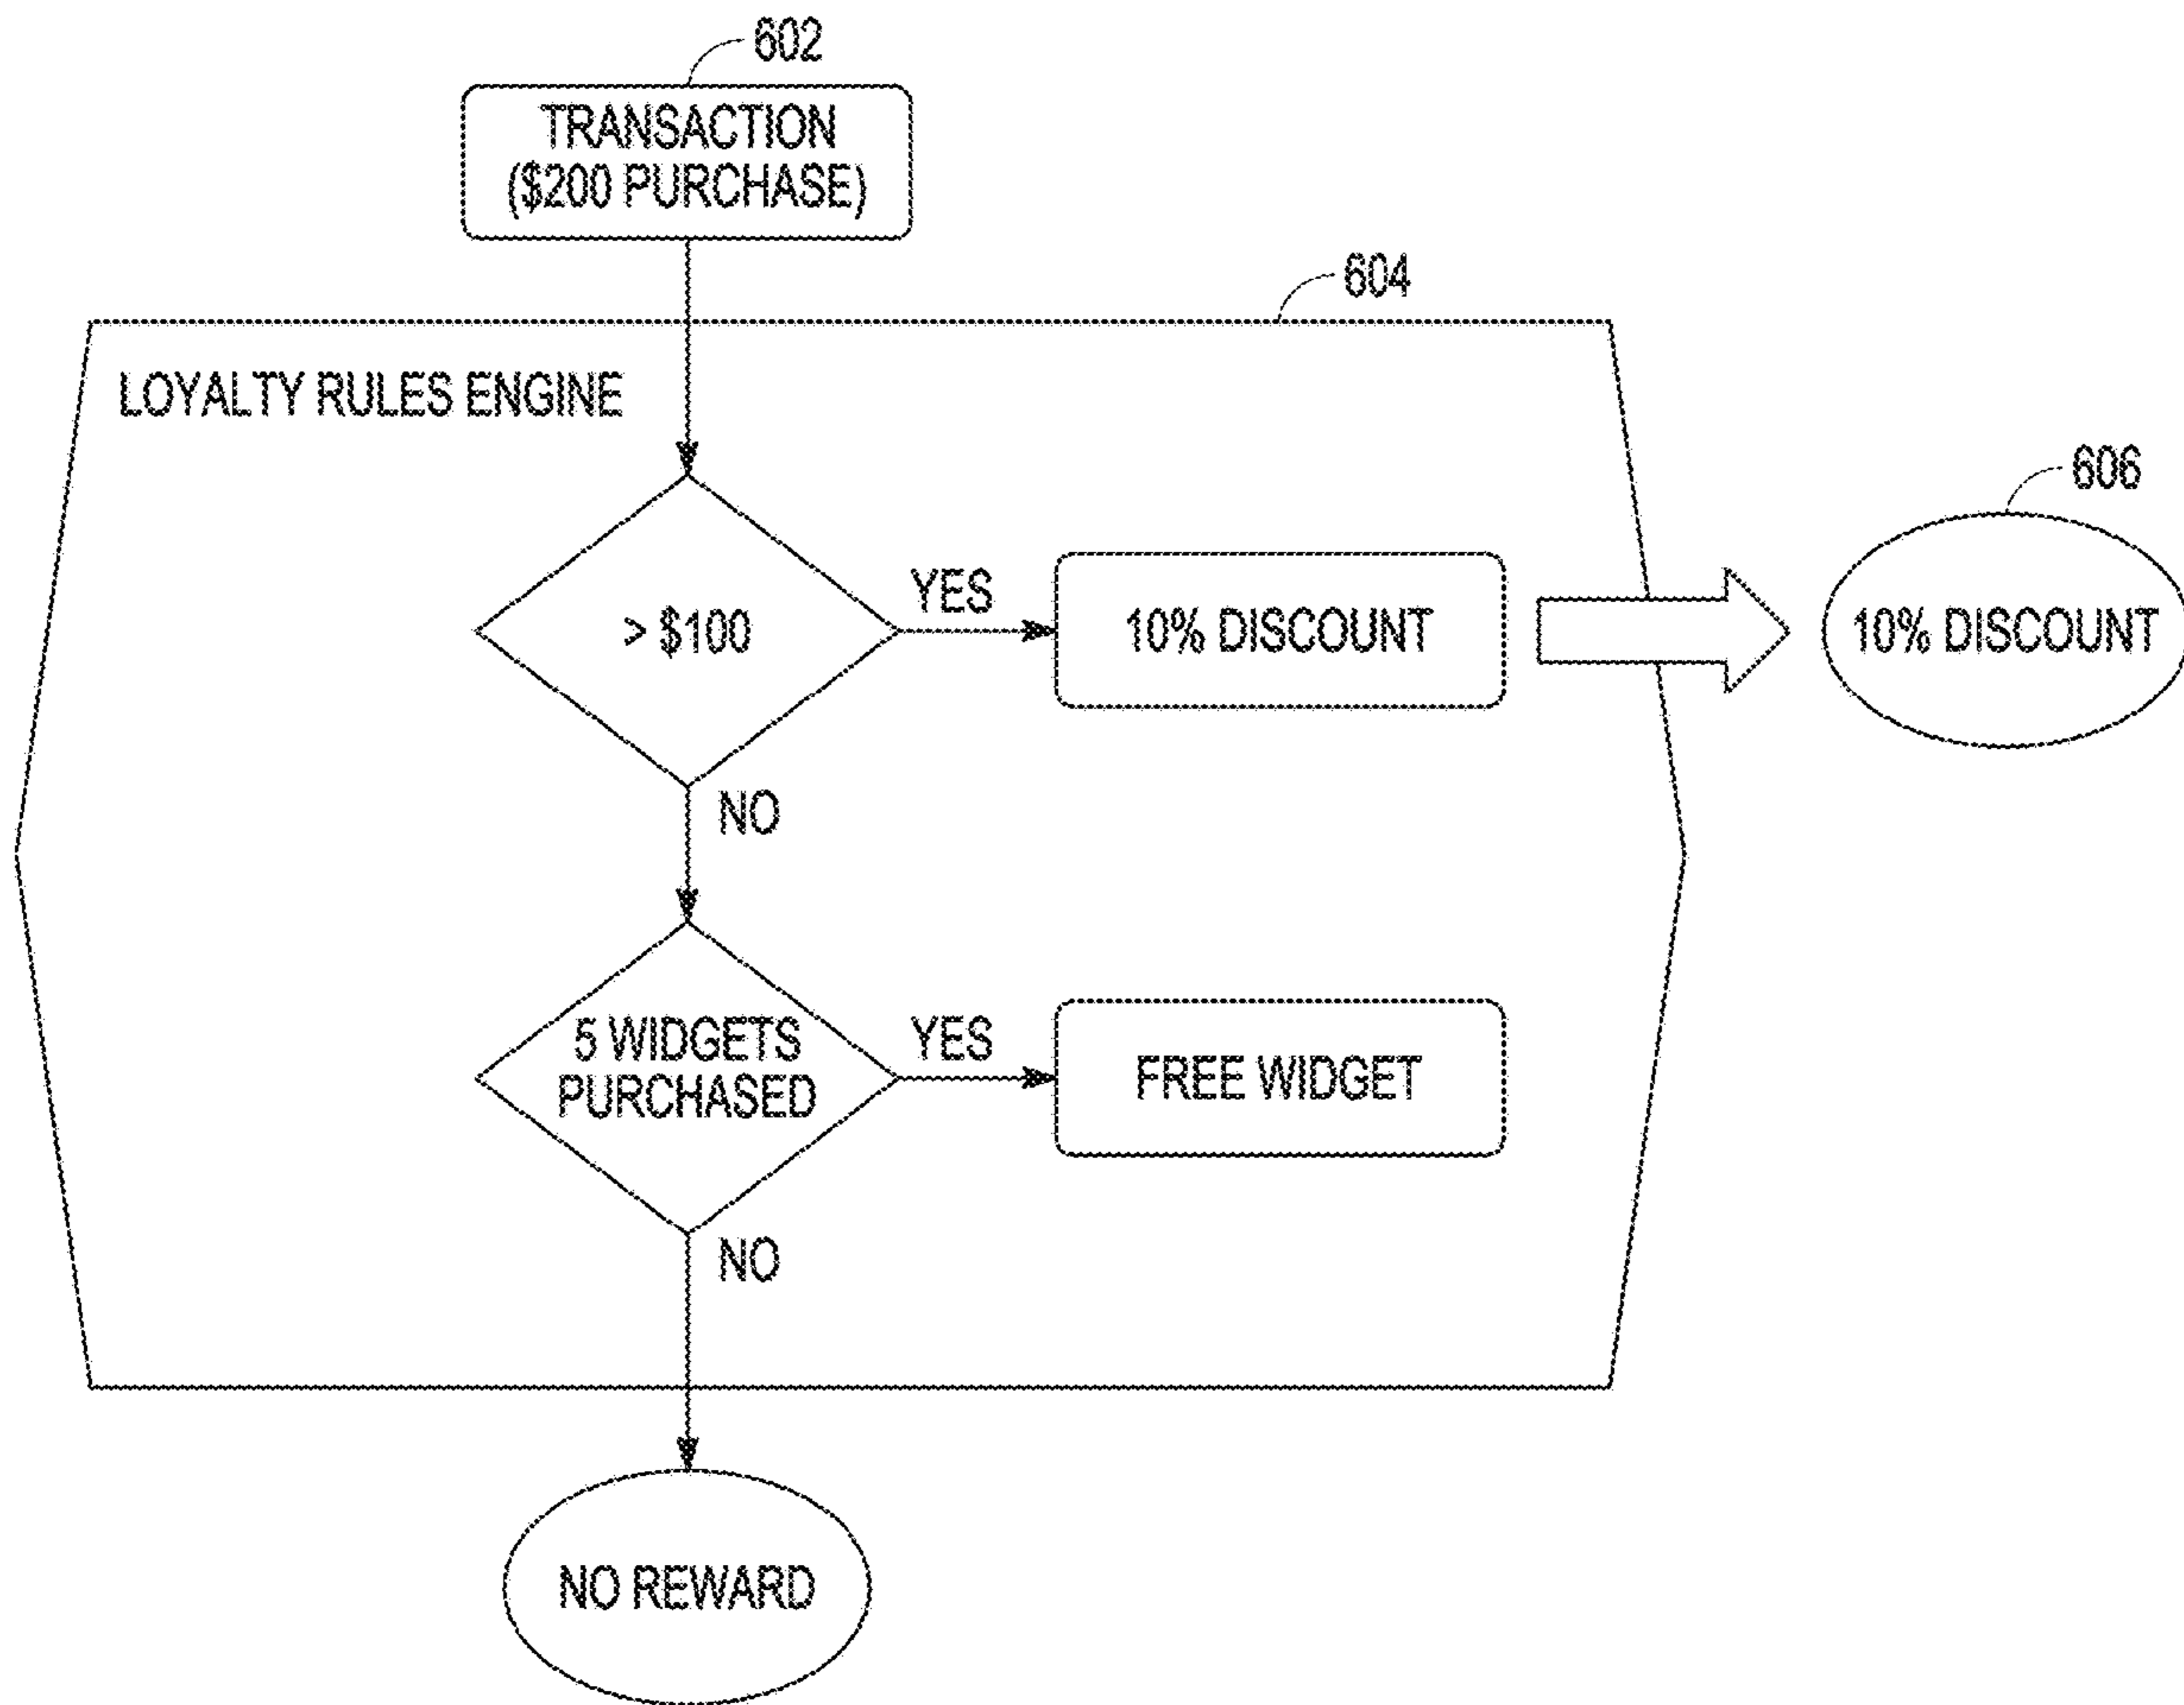 602
TRANSACTION
($200 PURCHASE)
604
LOYALTY RULES ENGINE
606
> $100
YES
10% DISCOUNT
10% DISCOUNT
NO
5 WIDGETS
PURCHASED
YES
FREE WIDGET
NO
NO REWARD